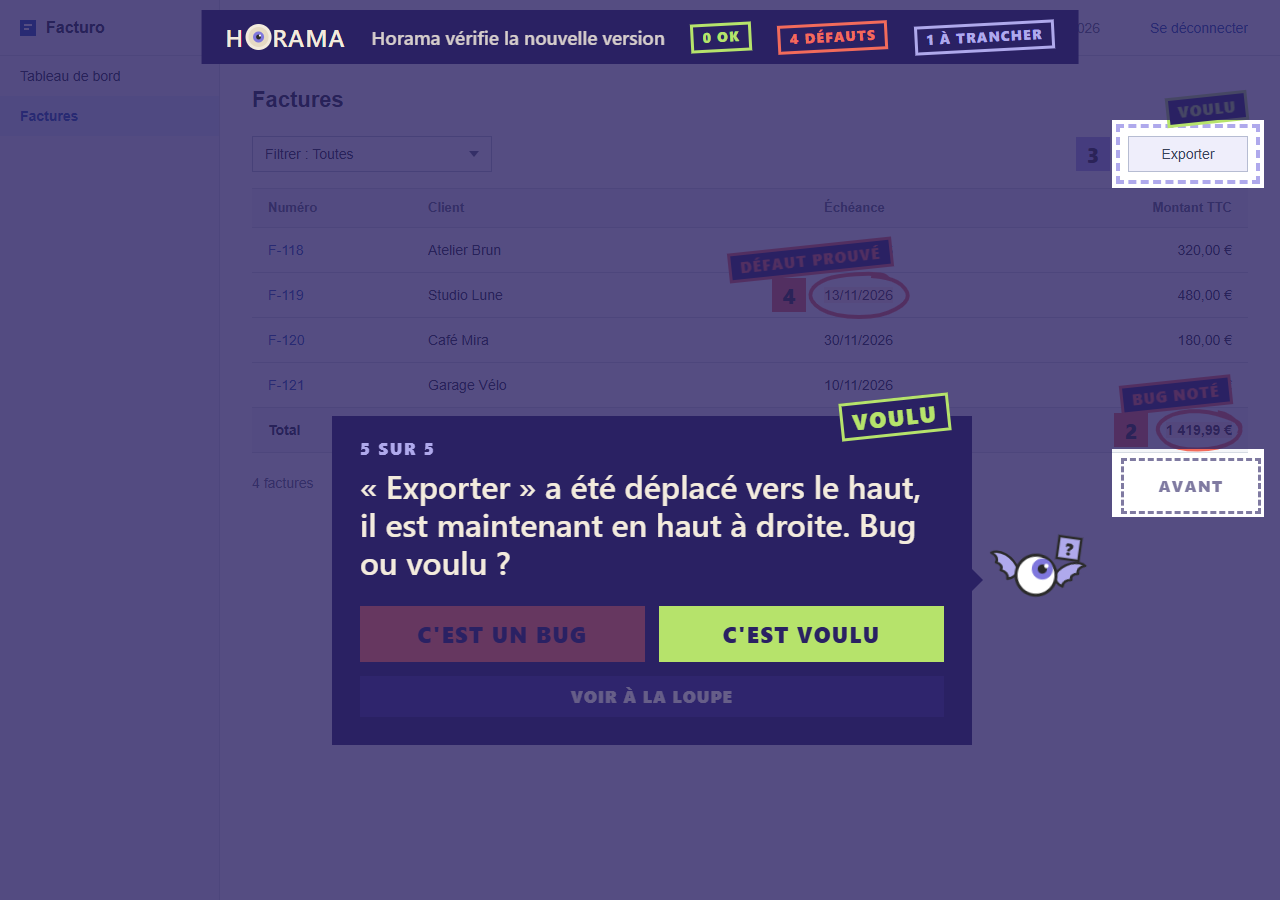 Facturo
HORAMA
Horama vérifie la nouvelle version
0 OK
4 DÉFAUTS
1 À TRANCHER
026
Se déconnecter
Tableau de bord
Factures
Factures
VOULU
Filtrer : Toutes
3
Exporter
Numéro
Client
Échéance
Montant TTC
F-118
Atelier Brun
320,00 €
DÉFAUT PROUVÉ
F-119
Studio Lune
4
13/11/2026
480,00 €
F-120
Café Mira
30/11/2026
180,00 €
F-121
Garage Vélo
10/11/2026
BUG NOTÉ
Total
2
1 419,99 €
4 factures
AVANT
VOULU
5 SUR 5
« Exporter » a été déplacé vers le haut,
il est maintenant en haut à droite. Bug
ou voulu ?
?
C'EST UN BUG
C'EST VOULU
VOIR À LA LOUPE